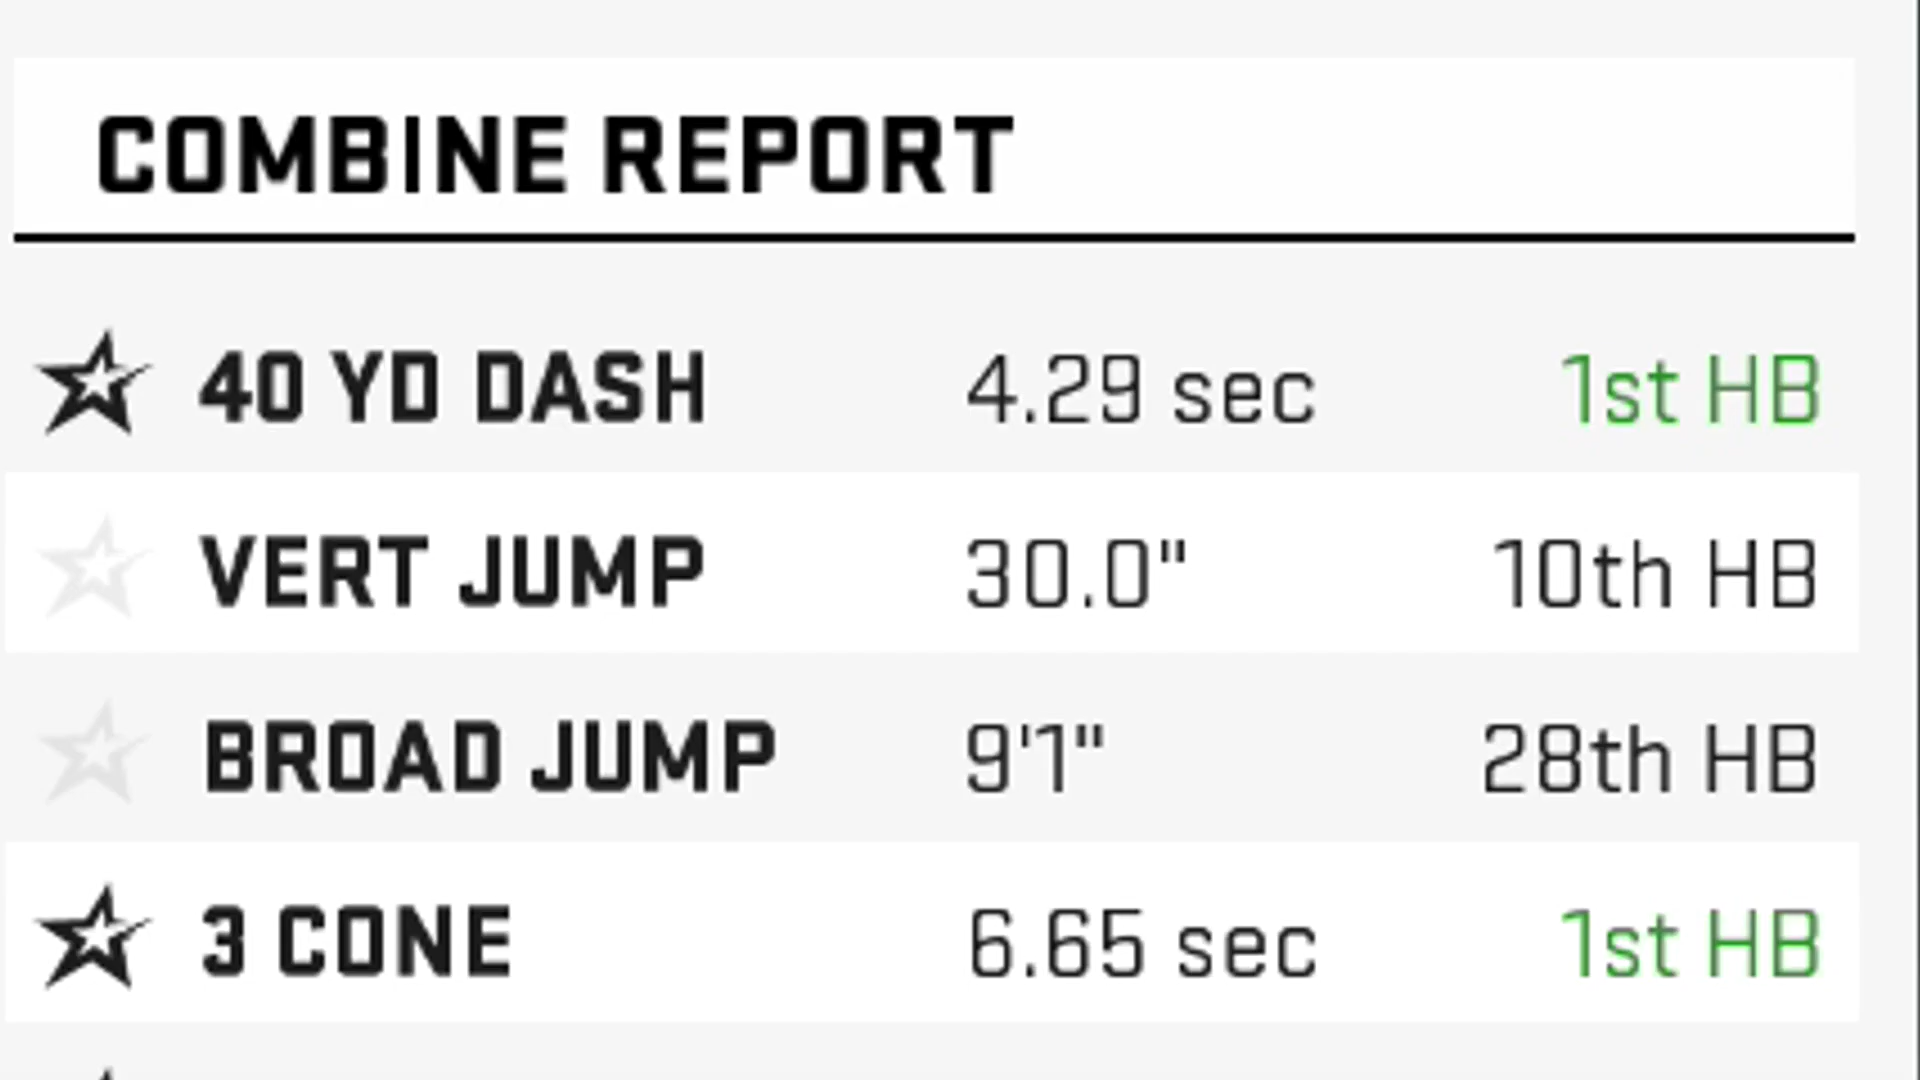 COMBINE REPORT
40 YD DASH 4.29 sec 1st HB
VERT JUMP 30.0" 10th HB
BROAD JUMP 9'1" 28th HB
3 CONE 6.65 sec 1st HB